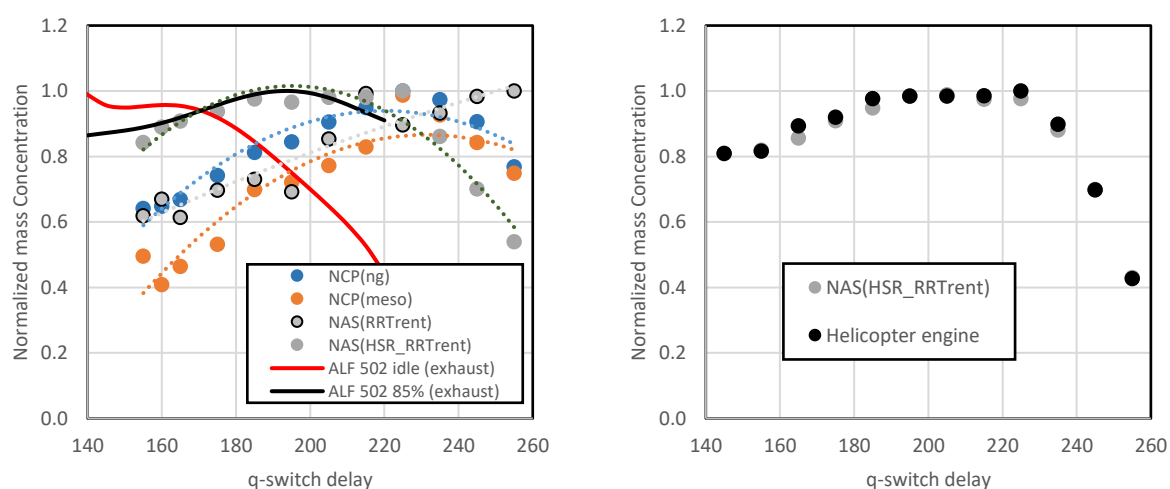 1.2
1.0
0.8
0.6
0.4
0.2
0.0
Normalized mass Concentration
NCP(ng)
NCP(meso)
NAS(RRTrent)
NAS(HSR_RRTrent)
ALF 502 idle (exhaust)
ALF 502 85% (exhaust)
140 160 180 200 220 240 260
q-switch delay
1.2
1.0
0.8
0.6
0.4
0.2
0.0
Normalized mass Concentration
NAS(HSR_RRTrent)
Helicopter engine
140 160 180 200 220 240 260
q-switch delay